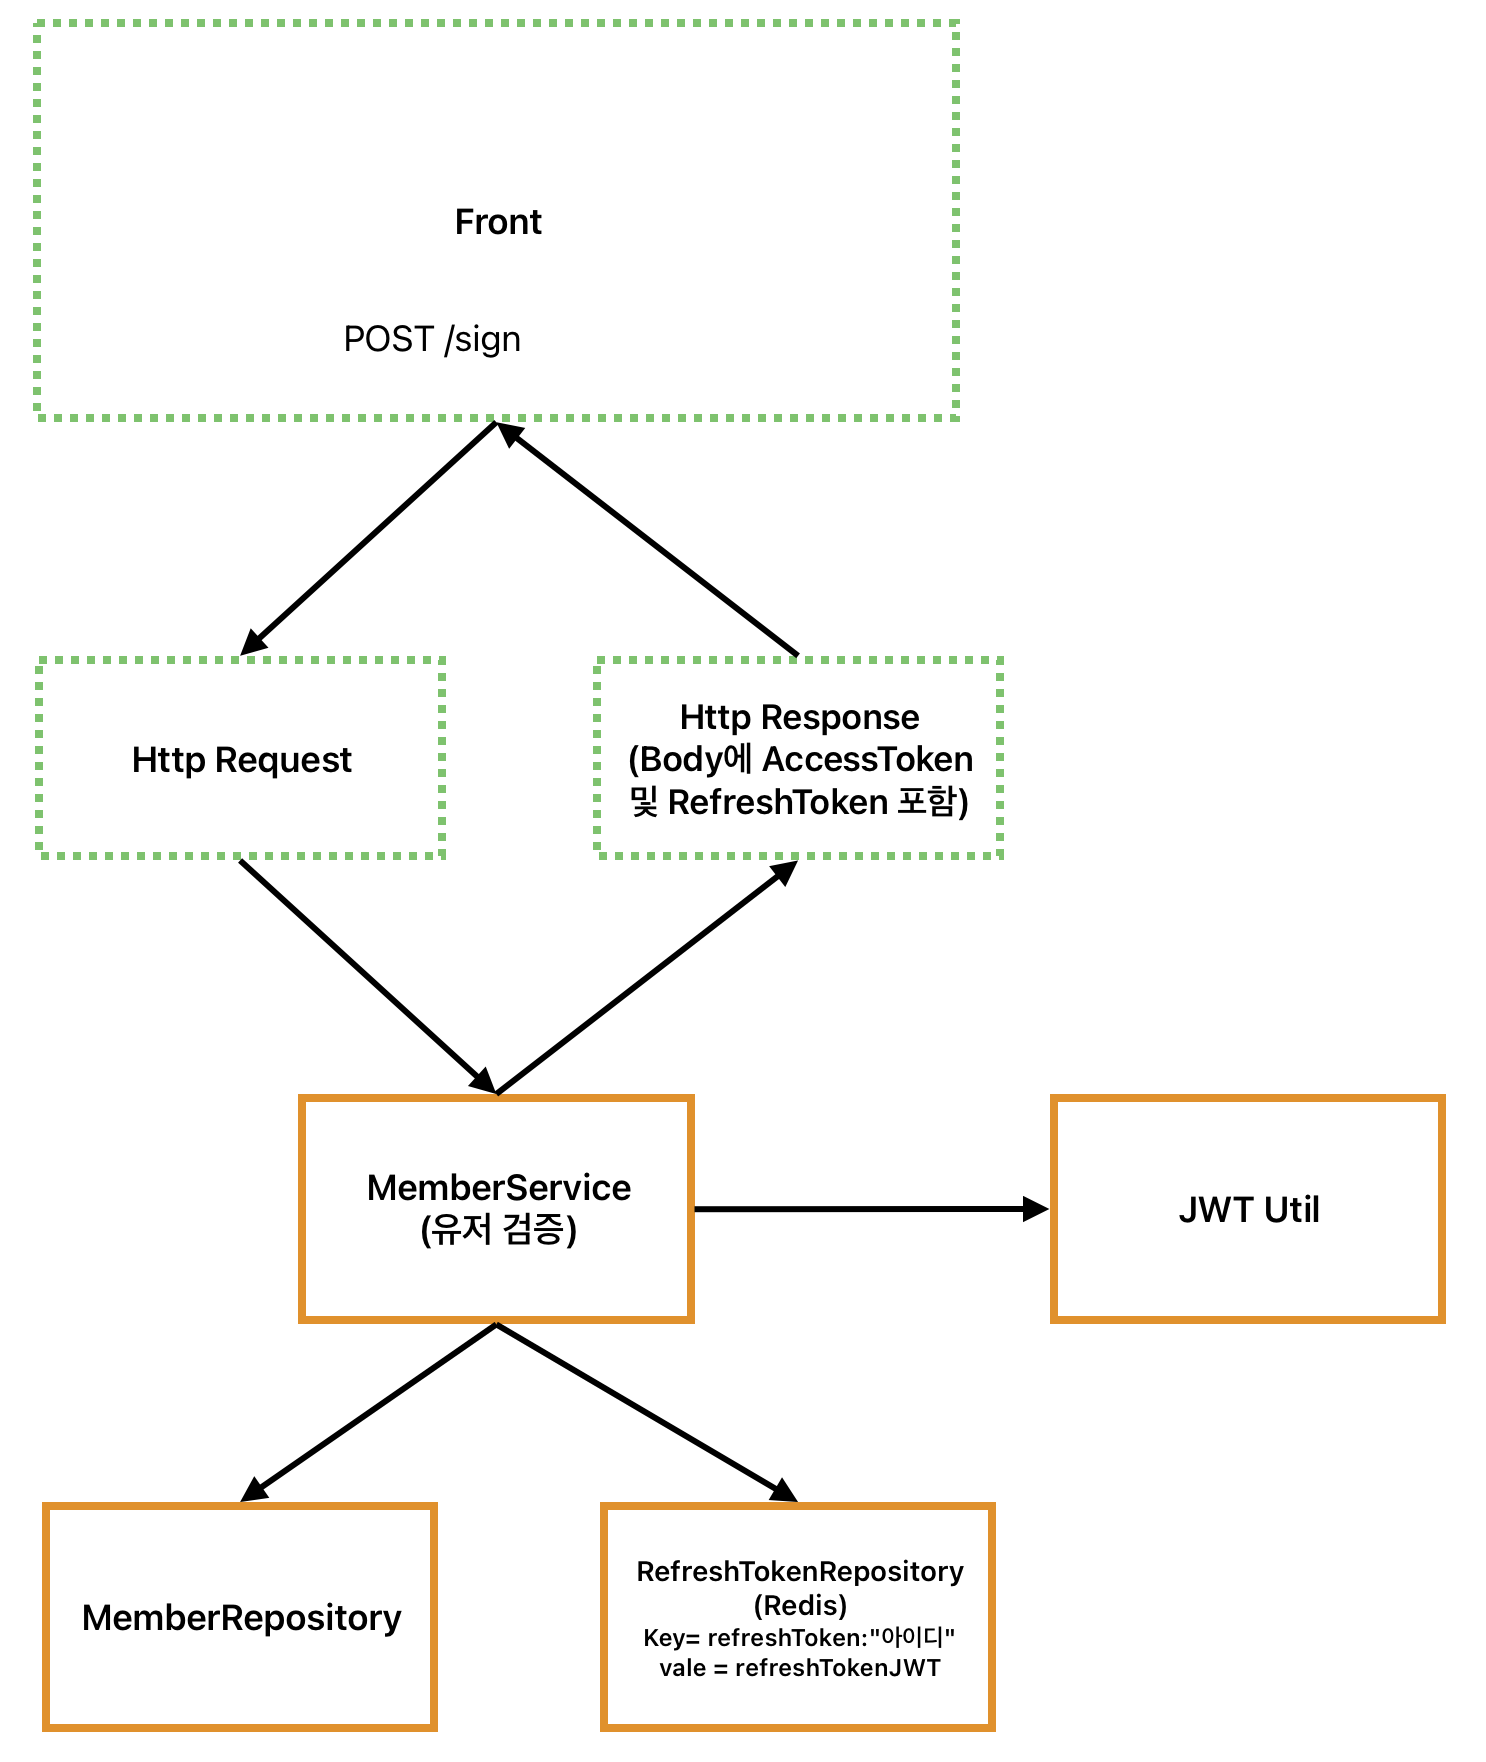 Front
POST /sign
Http Request
Http Response
(Body에 AccessToken
및 RefreshToken 포함)
MemberService
(유저 검증)
JWT Util
MemberRepository
RefreshTokenRepository
(Redis)
Key= refreshToken:"아이디"
vale = refreshTokenJWT